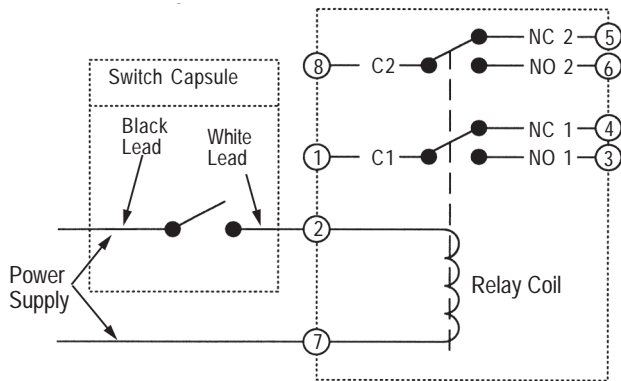 NC 2 5
8 C2 NO 2 6
Switch Capsule
Black
Lead
White
Lead
NC 1 4
1 C1 NO 1 3
2
Power
Supply
Relay Coil
7